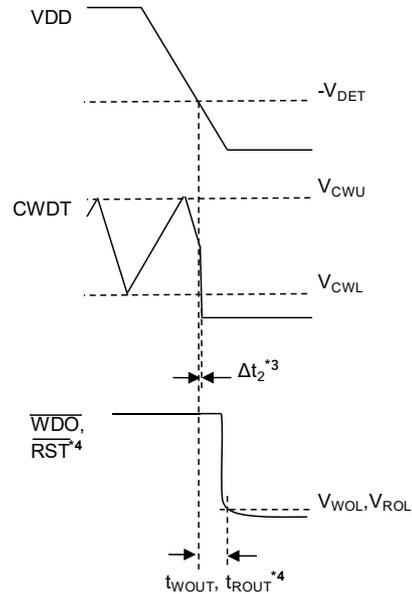 VDD
-VDET
VCWU
CWDT
VCWL
Δt2*3
WDO,
RST*4
VWOL,VROL
tWOUT, tROUT*4